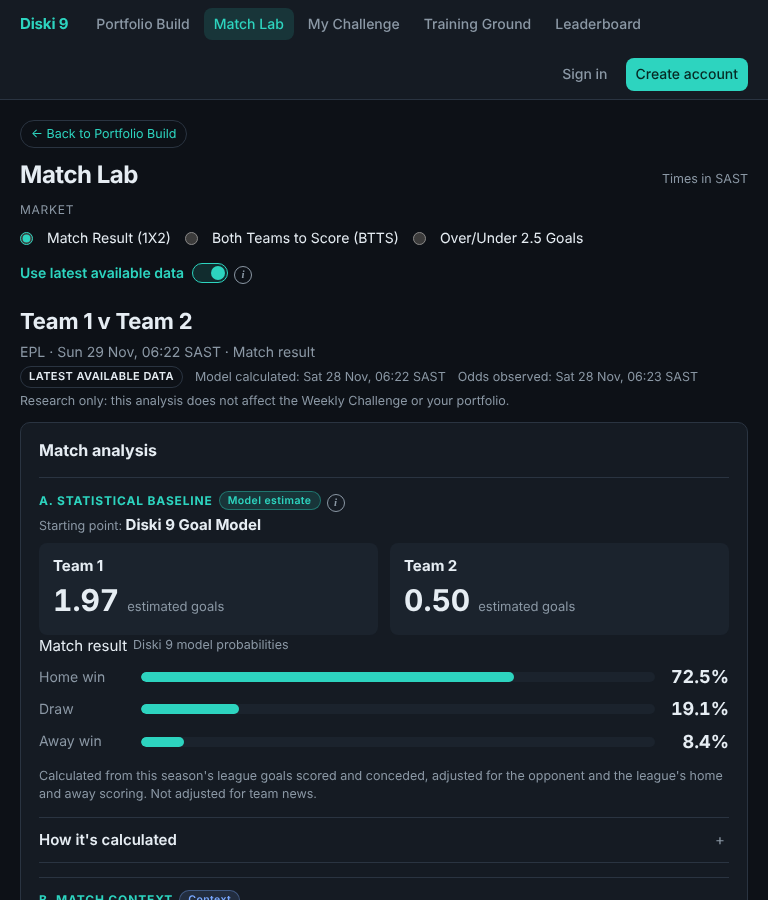 Diski 9 Portfolio Build Match Lab My Challenge Training Ground Leaderboard
Sign in Create account
← Back to Portfolio Build
Match Lab Times in SAST
MARKET
Match Result (1X2) Both Teams to Score (BTTS) Over/Under 2.5 Goals
Use latest available data i
Team 1 v Team 2
EPL · Sun 29 Nov, 06:22 SAST · Match result
LATEST AVAILABLE DATA Model calculated: Sat 28 Nov, 06:22 SAST Odds observed: Sat 28 Nov, 06:23 SAST
Research only: this analysis does not affect the Weekly Challenge or your portfolio.
Match analysis
A. STATISTICAL BASELINE Model estimate i
Starting point: Diski 9 Goal Model
Team 1 Team 2
1.97 estimated goals 0.50 estimated goals
Match result Diski 9 model probabilities
Home win 72.5%
Draw 19.1%
Away win 8.4%
Calculated from this season's league goals scored and conceded, adjusted for the opponent and the league's home
and away scoring. Not adjusted for team news.
How it's calculated +
B. MATCH CONTEXT Context